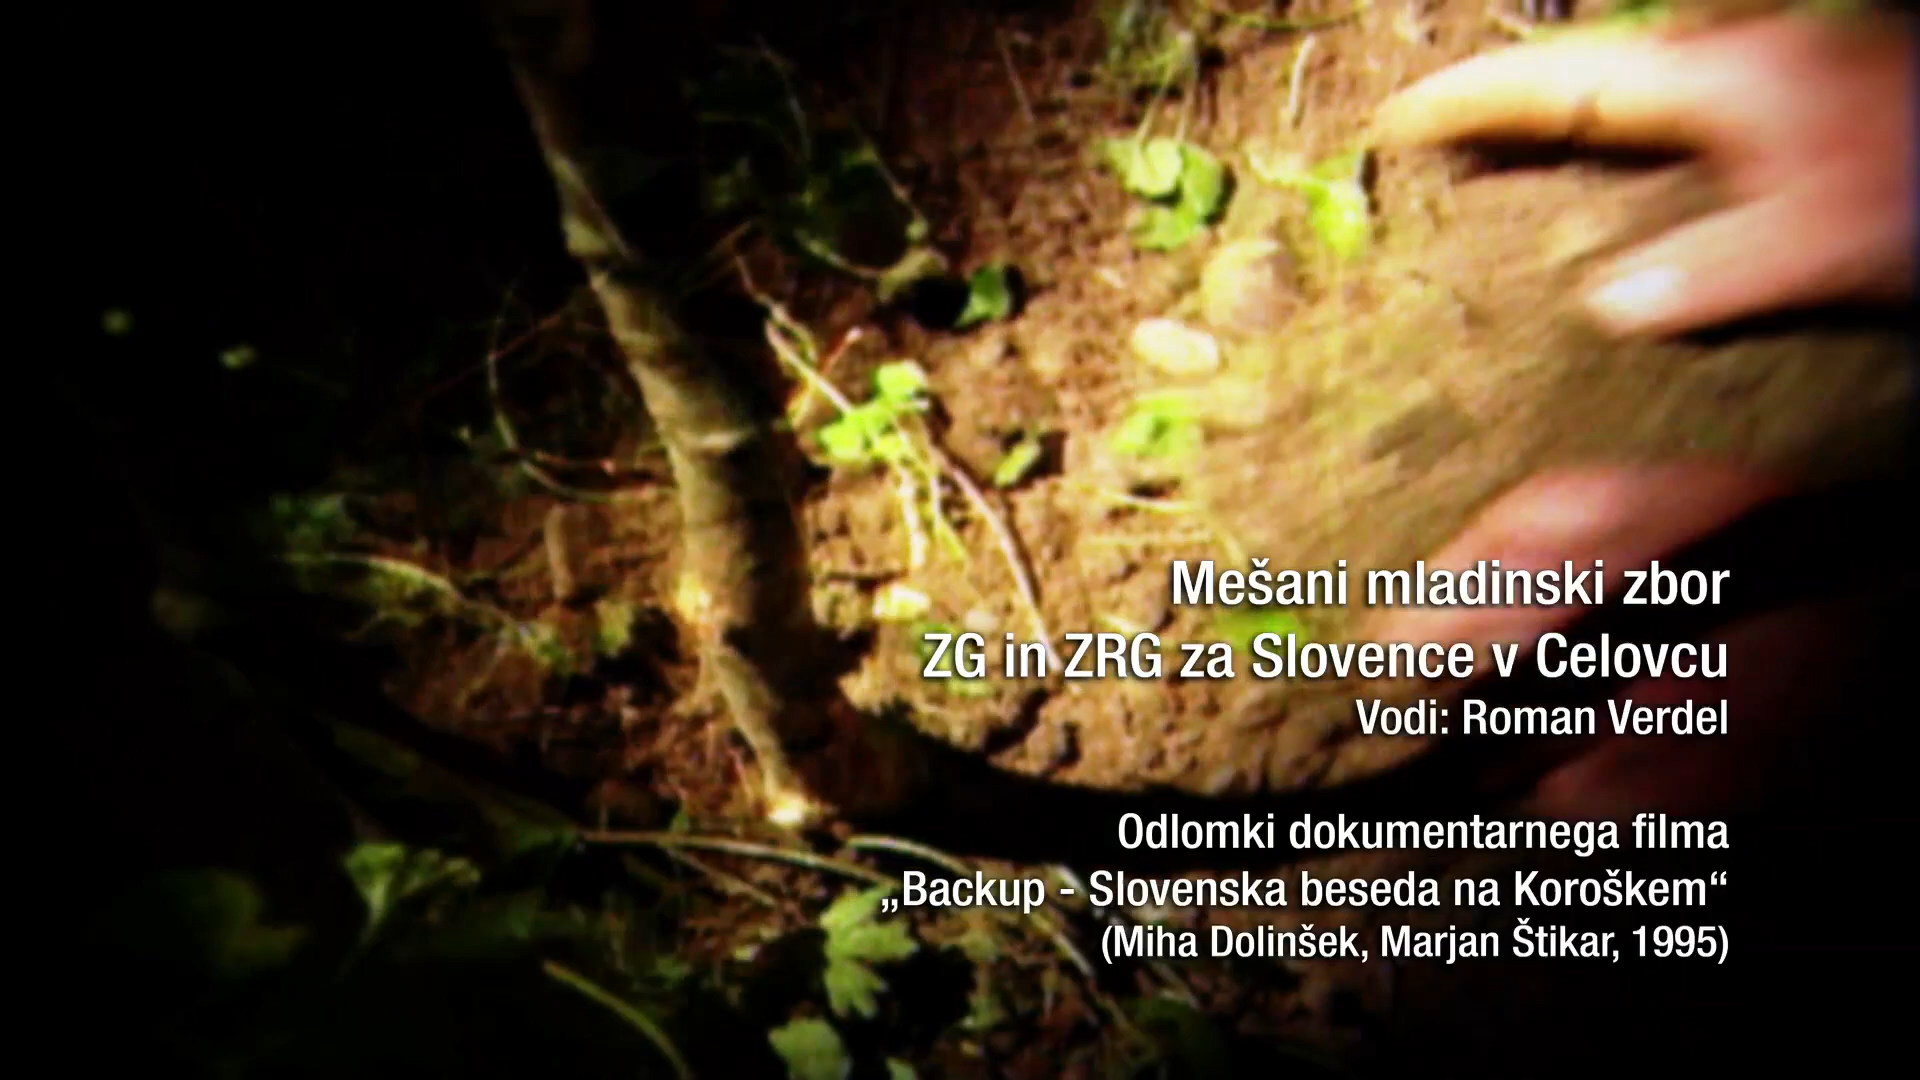 Mešani mladinski zbor
ZG in ZRG za Slovence v Celovcu
Vodi: Roman Verdel
Odlomki dokumentarnega filma
„Backup - Slovenska beseda na Koroškem“
(Miha Dolinšek, Marjan Štikar, 1995)